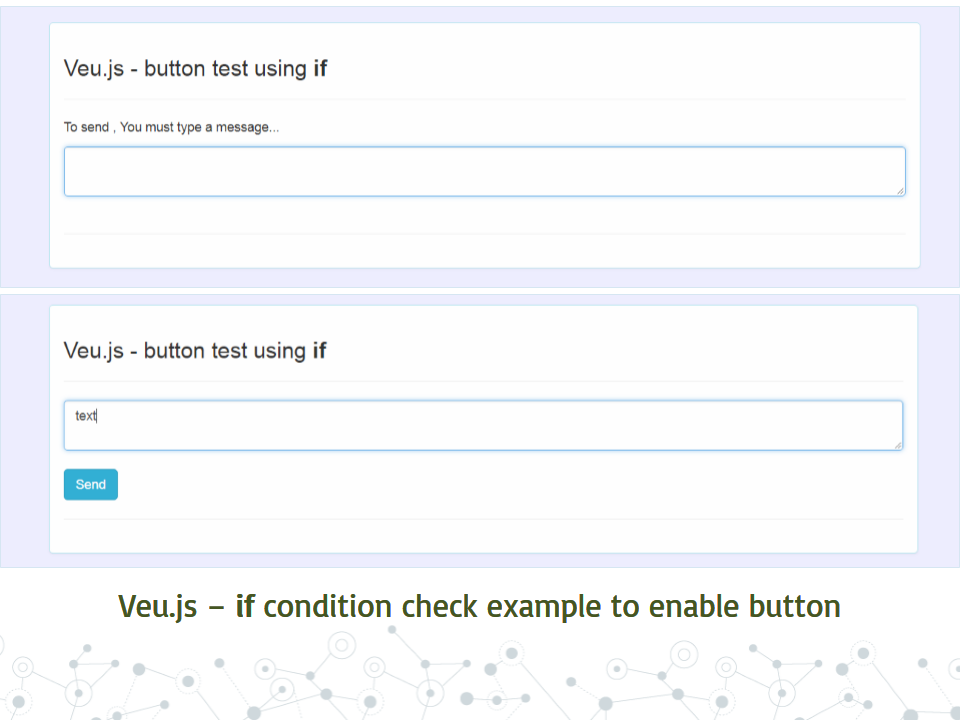 Veu.js - button test using if
To send , You must type a message...
Veu.js - button test using if
text
Send
Veu.js – if condition check example to enable button